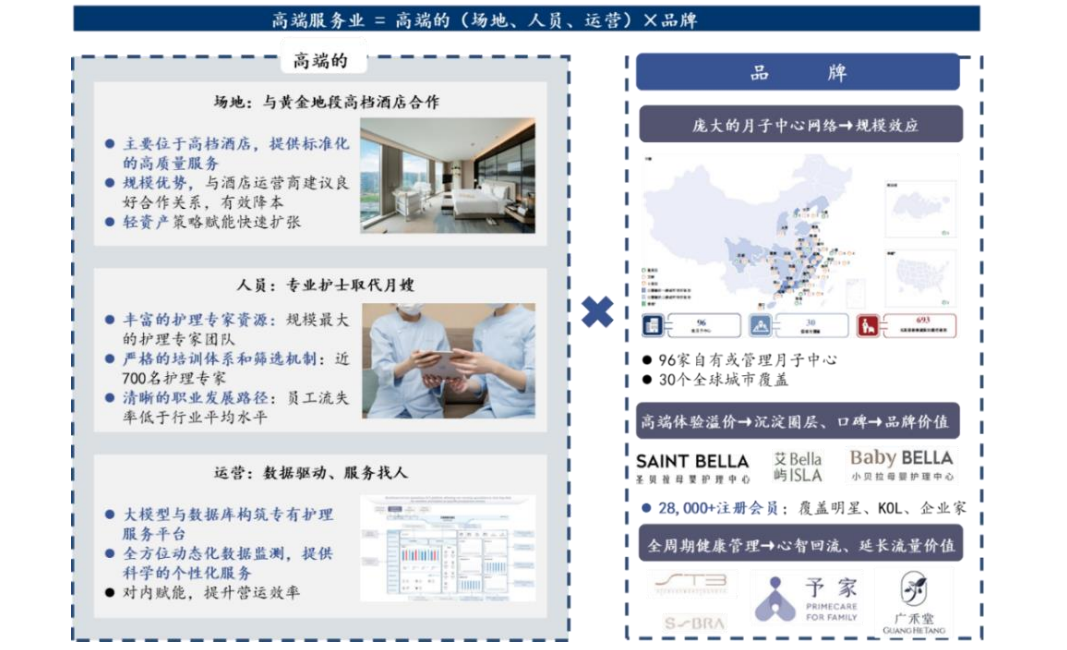 高端服务业 = 高端的（场地、人员、运营）×品牌
高端的
场地：与黄金地段高档酒店合作
● 主要位于高档酒店，提供标准化
的高质量服务
● 规模优势，与酒店运营商建议良
好合作关系，有效降本
● 轻资产策略赋能快速扩张
人员：专业护士取代月嫂
● 丰富的护理专家资源：规模最大
的护理专家团队
● 严格的培训体系和筛选机制：近
700名护理专家
● 清晰的职业发展路径：员工流失
率低于行业平均水平
运营：数据驱动、服务找人
● 大模型与数据库构筑专有护理
服务平台
● 全方位动态化数据监测，提供
科学的个性化服务
● 对内赋能，提升营运效率
×
品 牌
庞大的月子中心网络→规模效应
96
30
693
● 96家自有或管理月子中心
● 30个全球城市覆盖
高端体验溢价→沉淀圈层、口碑→品牌价值
SAINT BELLA
圣贝拉母婴护理中心
艾Bella
屿ISLA
Baby BELLA
小贝拉母婴护理中心
● 28,000+注册会员：覆盖明星、KOL、企业家
全周期健康管理→心智回流、延长流量价值
S-BRA
予家
PRIMECARE
FOR FAMILY
广禾堂
GUANG HE TANG